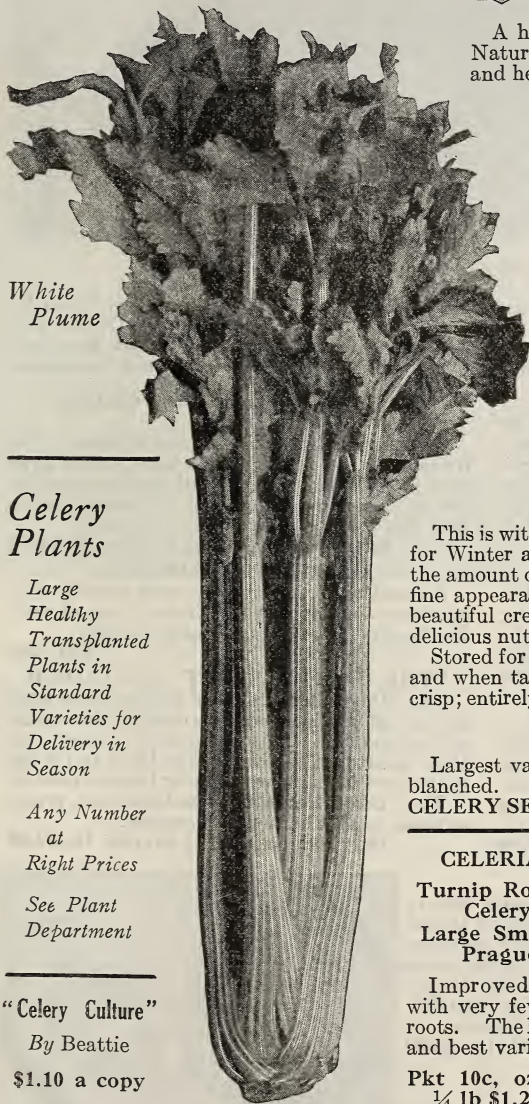 A h
Natur
and he
White
Plume
Celery
Plants
Large
Healthy
Transplanted
Plants in
Standard
Varieties for
Delivery in
Season
Any Number
at
Right Prices
See Plant
Department
"Celery Culture"
By Beattie
$1.10 a copy
This is wit
for Winter a
the amount o
fine appeara
beautiful cre
delicious nut
Stored for
and when ta
crisp; entirely
Largest va
blanched.
CELERY SE
CELERIA
Turnip Ro
Celery
Large Sm
Pragu
Improved
with very fe
roots. The
and best vari
Pkt 10c, oz
¼ lb $1.2